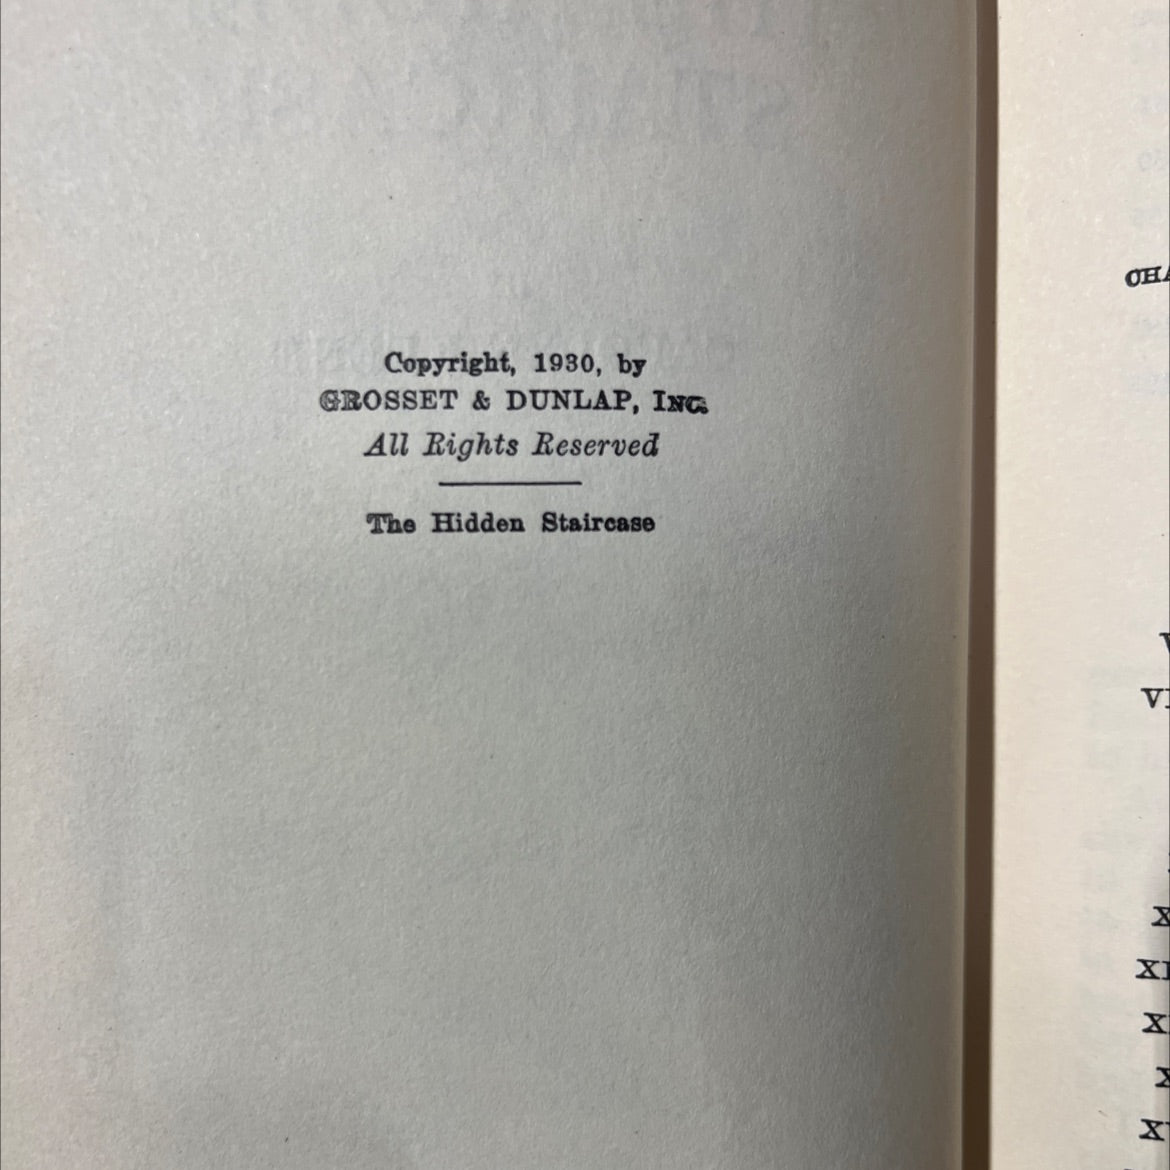 Copyright, 1930, by
GROSSET & DUNLAP, INC.
All Rights Reserved
The Hidden Staircase